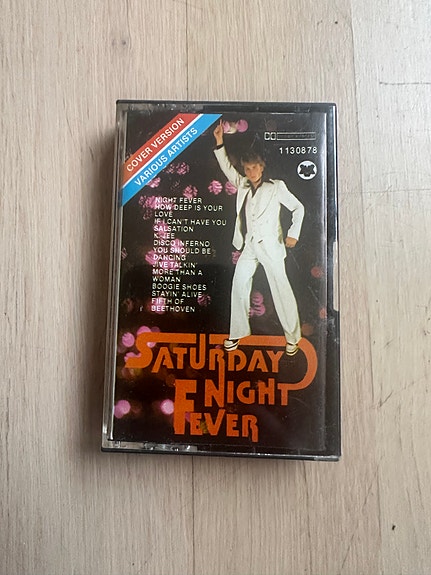 COVER VERSION
VARIOUS ARTISTS
1130878
NIGHT FEVER
HOW DEEP IS YOUR
LOVE
IF I CAN'T HAVE YOU
SALSATION
K-JEE
DISCO INFERNO
YOU SHOULD BE
DANCING
JIVE TALKIN'
MORE THAN A
WOMAN
BOOGIE SHOES
STAYIN' ALIVE
FIFTH OF
BEETHOVEN
SATURDAY
NIGHT
FEVER